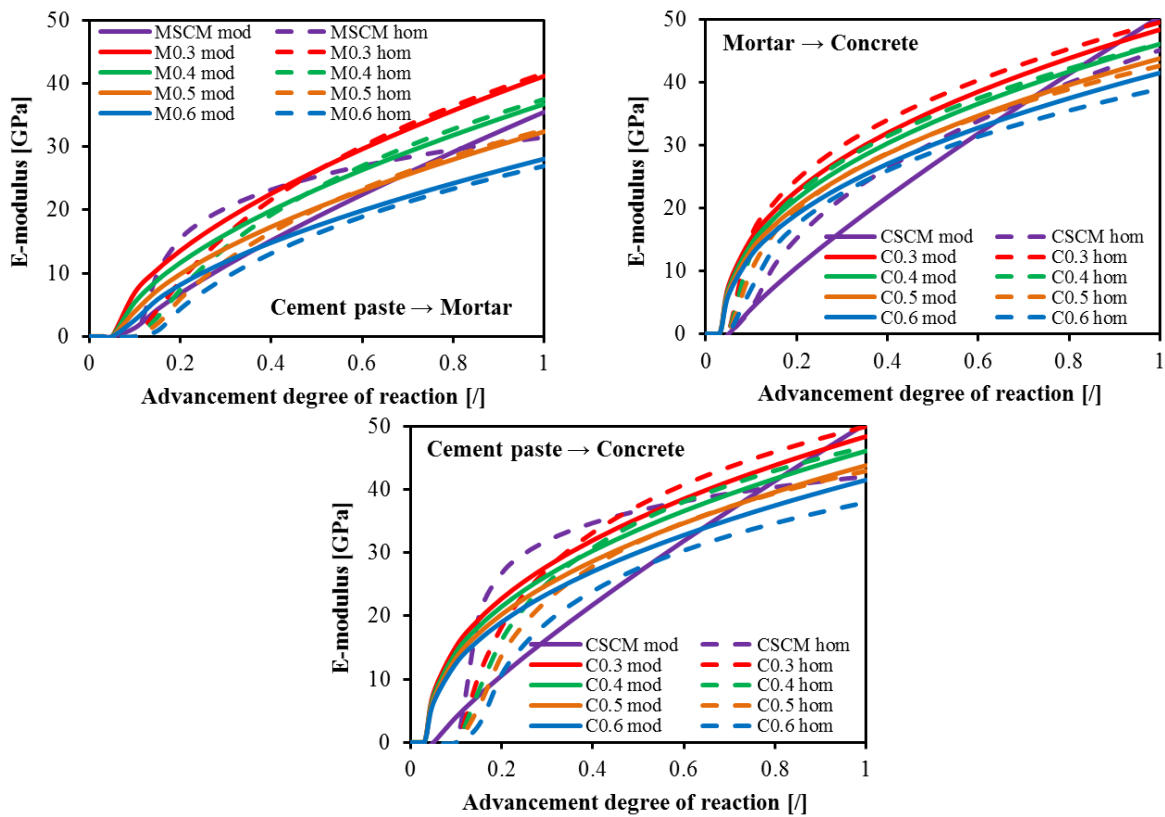 50
40
30
20
10
0
E-modulus [GPa]
MSCM mod MSCM hom
M0.3 mod M0.3 hom
M0.4 mod M0.4 hom
M0.5 mod M0.5 hom
M0.6 mod M0.6 hom
Cement paste → Mortar
0 0.2 0.4 0.6 0.8 1
Advancement degree of reaction [/]
50
40
30
20
10
0
E-modulus [GPa]
Mortar → Concrete
CSCM mod CSCM hom
C0.3 mod C0.3 hom
C0.4 mod C0.4 hom
C0.5 mod C0.5 hom
C0.6 mod C0.6 hom
0 0.2 0.4 0.6 0.8 1
Advancement degree of reaction [/]
50
40
30
20
10
0
E-modulus [GPa]
Cement paste → Concrete
CSCM mod CSCM hom
C0.3 mod C0.3 hom
C0.4 mod C0.4 hom
C0.5 mod C0.5 hom
C0.6 mod C0.6 hom
0 0.2 0.4 0.6 0.8 1
Advancement degree of reaction [/]